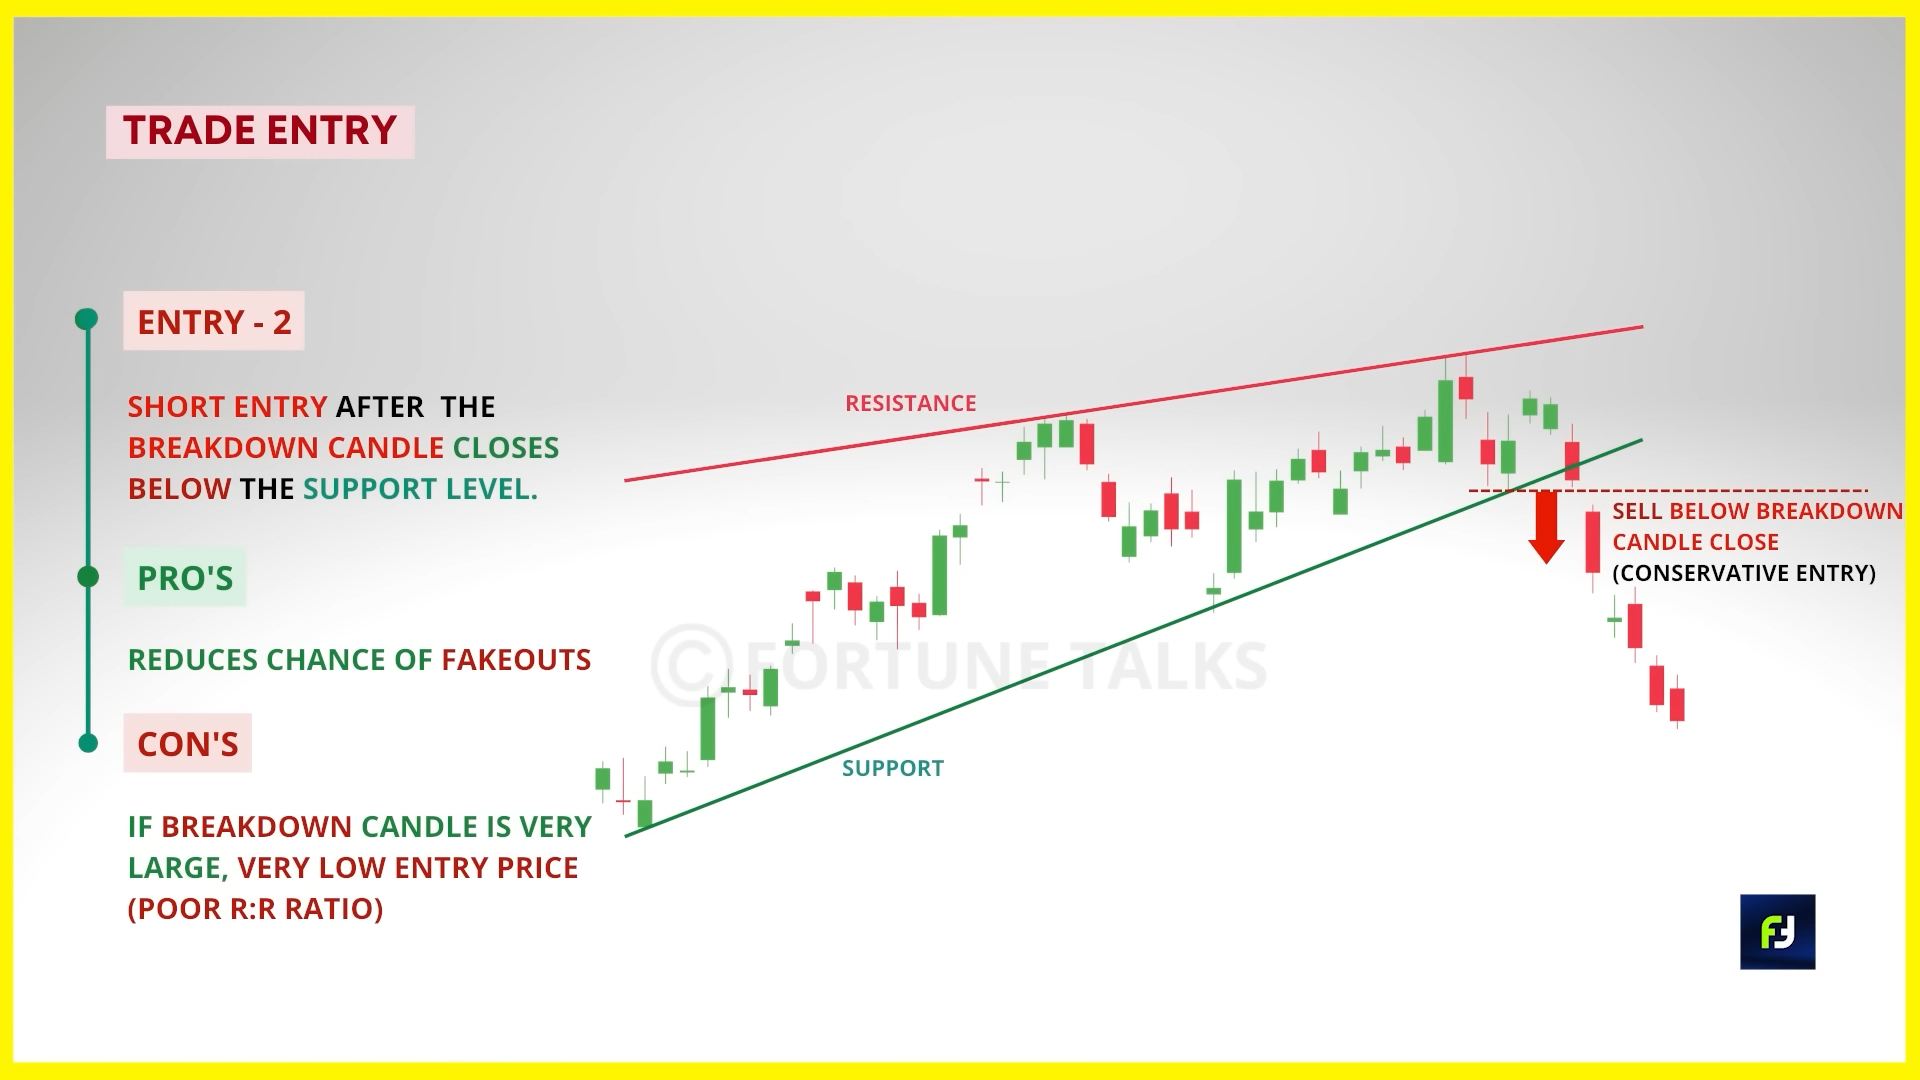 TRADE ENTRY
ENTRY - 2
SHORT ENTRY AFTER THE
BREAKDOWN CANDLE CLOSES
BELOW THE SUPPORT LEVEL.
PRO'S
REDUCES CHANCE OF FAKEOUTS
CON'S
IF BREAKDOWN CANDLE IS VERY
LARGE, VERY LOW ENTRY PRICE
(POOR R:R RATIO)
RESISTANCE
SUPPORT
SELL BELOW BREAKDOWN
CANDLE CLOSE
(CONSERVATIVE ENTRY)
©FORTUNE TALKS